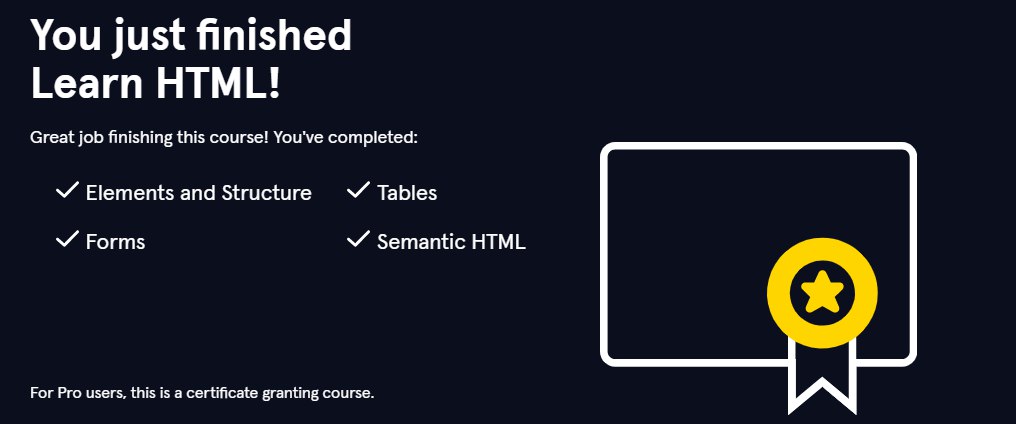 You just finished
Learn HTML!
Great job finishing this course! You've completed:
Elements and Structure
Tables
Forms
Semantic HTML
For Pro users, this is a certificate granting course.